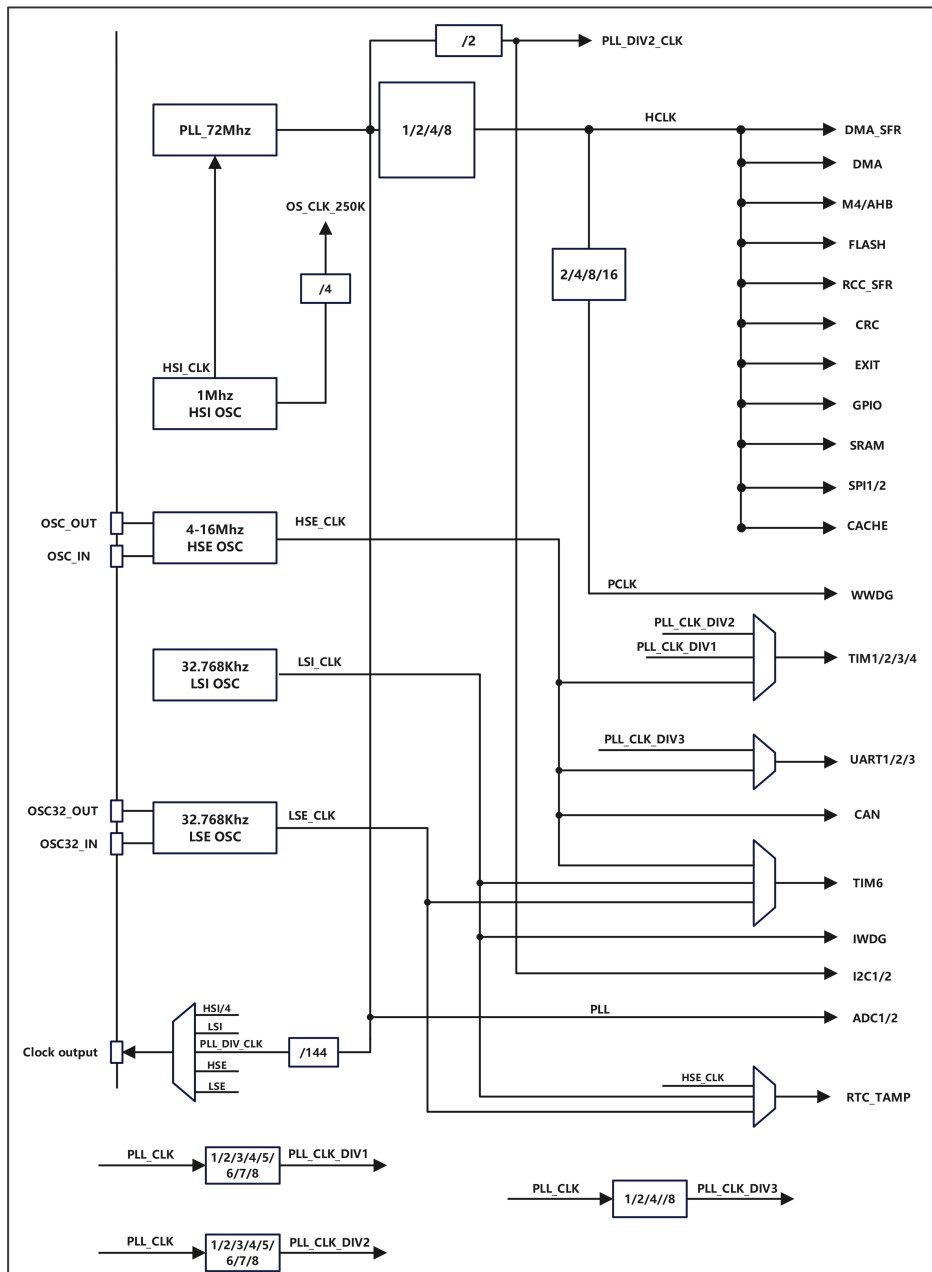 /2
PLL_DIV2_CLK
PLL_72Mhz
1/2/4/8
HCLK
DMA_SFR
DMA
M4/AHB
OS_CLK_250K
FLASH
/4
2/4/8/16
RCC_SFR
CRC
HSI_CLK
EXIT
1Mhz
HSI OSC
GPIO
SRAM
SPI1/2
OSC_OUT
OSC_IN
4-16Mhz
HSE OSC
HSE_CLK
CACHE
PCLK
WWDG
PLL_CLK_DIV2
PLL_CLK_DIV1
TIM1/2/3/4
32.768Khz
LSI OSC
LSI_CLK
PLL_CLK_DIV3
UART1/2/3
OSC32_OUT
OSC32_IN
32.768Khz
LSE OSC
LSE_CLK
CAN
TIM6
IWDG
I2C1/2
PLL
ADC1/2
Clock output
HSI/4
LSI
PLL_DIV_CLK
HSE
LSE
/144
HSE_CLK
RTC_TAMP
PLL_CLK
1/2/3/4/5/
6/7/8
PLL_CLK_DIV1
PLL_CLK
1/2/4//8
PLL_CLK_DIV3
PLL_CLK
1/2/3/4/5/
6/7/8
PLL_CLK_DIV2